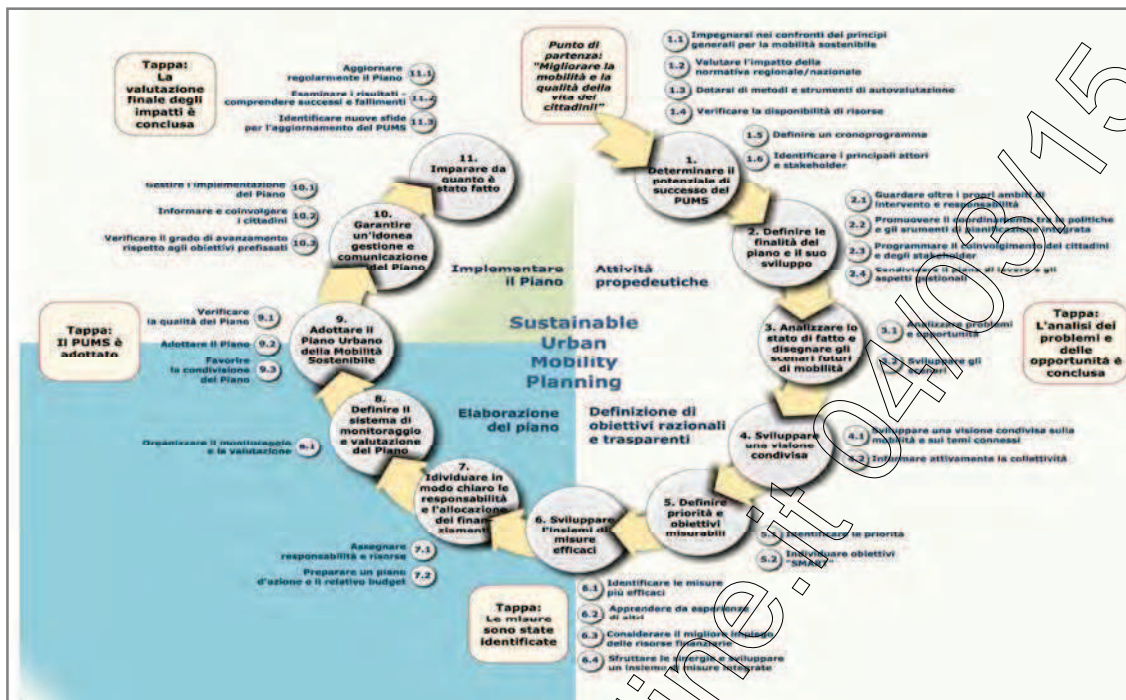 Punto di
partenza:
"Migliorare la
mobilità e la
qualità della
vita dei
cittadini!"
1.1 Impegnarsi nei confronti dei principi
generali per la mobilità sostenibile
1.2 Valutare l'impatto della
normativa regionale/nazionale
1.3 Dotarsi di metodi e strumenti di autovalutazione
1.4 Verificare la disponibilità di risorse
1.5 Definire un cronoprogramma
1.6 Identificare i principali attori
e stakeholder
1.
Determinare il
potenziale di
successo del
PUMS
2.1 Guardare oltre i propri ambiti di
intervento e responsabilità
2.2 Promuovere il coordinamento tra le politiche
e gli srumenti di pianificazione integrata
2.3 Programmare il coinvolgimento dei cittadini
e degli stakeholder
2.4 Condividere il piano di lavoro e gli
aspetti gestionali
2. Definire le
finalità del
piano e il suo
sviluppo
3. Analizzare lo
stato di fatto e
disegnare gli
scenari futuri
di mobilità
3.1 Analizzare problemi
e opportunità
3.2 Sviluppare gli
scenari
Tappa:
L'analisi dei
problemi e
delle
opportunità è
conclusa
4. Sviluppare
una visione
condivisa
4.1 Sviluppare una visione condivisa sulla
mobilità e sui temi connessi
4.2 Informare attivamente la collettività
5. Definire
priorità e
obiettivi
misurabili
5.1 Identificare le priorità
5.2 Individuare obiettivi
"SMART"
6. Sviluppare
l'insiemi di
misure
efficaci
6.1 Identificare le misure
più efficaci
6.2 Apprendere da esperienze
di altri
6.3 Considerare il migliore impiego
delle risorse finanziarie
6.4 Sfruttare le sinergie e sviluppare
un insieme di misure integrate
Tappa:
Le misure
sono state
identificate
7.
Idividuare in
modo chiaro le
responsabilità
e l'allocazione
dei finan-
ziamenti
Assegnare
responsabilità e risorse 7.1
Preparare un piano
d'azione e il relativo budget 7.2
8.
Definire il
sistema di
monitoraggio
e valutazione
del Piano
Organizzare il monitoraggio
e la valutazione 8.1
9.
Adottare il
Piano Urbano
della Mobilità
Sostenibile
Verificare
la qualità del Piano 9.1
Adottare il Piano 9.2
Favorire
la condivisione
del Piano 9.3
Tappa:
Il PUMS è
adottato
10.
Garantire
un'idonea
gestione e
comunicazione
del Piano
Gestire l'implementazione
del Piano 10.1
Informare e coinvolgere
i cittadini 10.2
Verificare il grado di avanzamento
rispetto agli obiettivi prefissati 10.3
11.
Imparare da
quanto è
stato fatto
Aggiornare
regolarmente il Piano 11.1
Esaminare i risultati -
comprendere successi e fallimenti 11.2
Identificare nuove sfide
per l'aggiornamento del PUMS 11.3
Tappa:
La
valutazione
finale degli
impatti è
conclusa
Implementare
il Piano
Attività
propedeutiche
Sustainable
Urban
Mobility
Planning
Elaborazione
del piano
Definizione di
obiettivi razionali
e trasparenti
ine.it 04/03/15